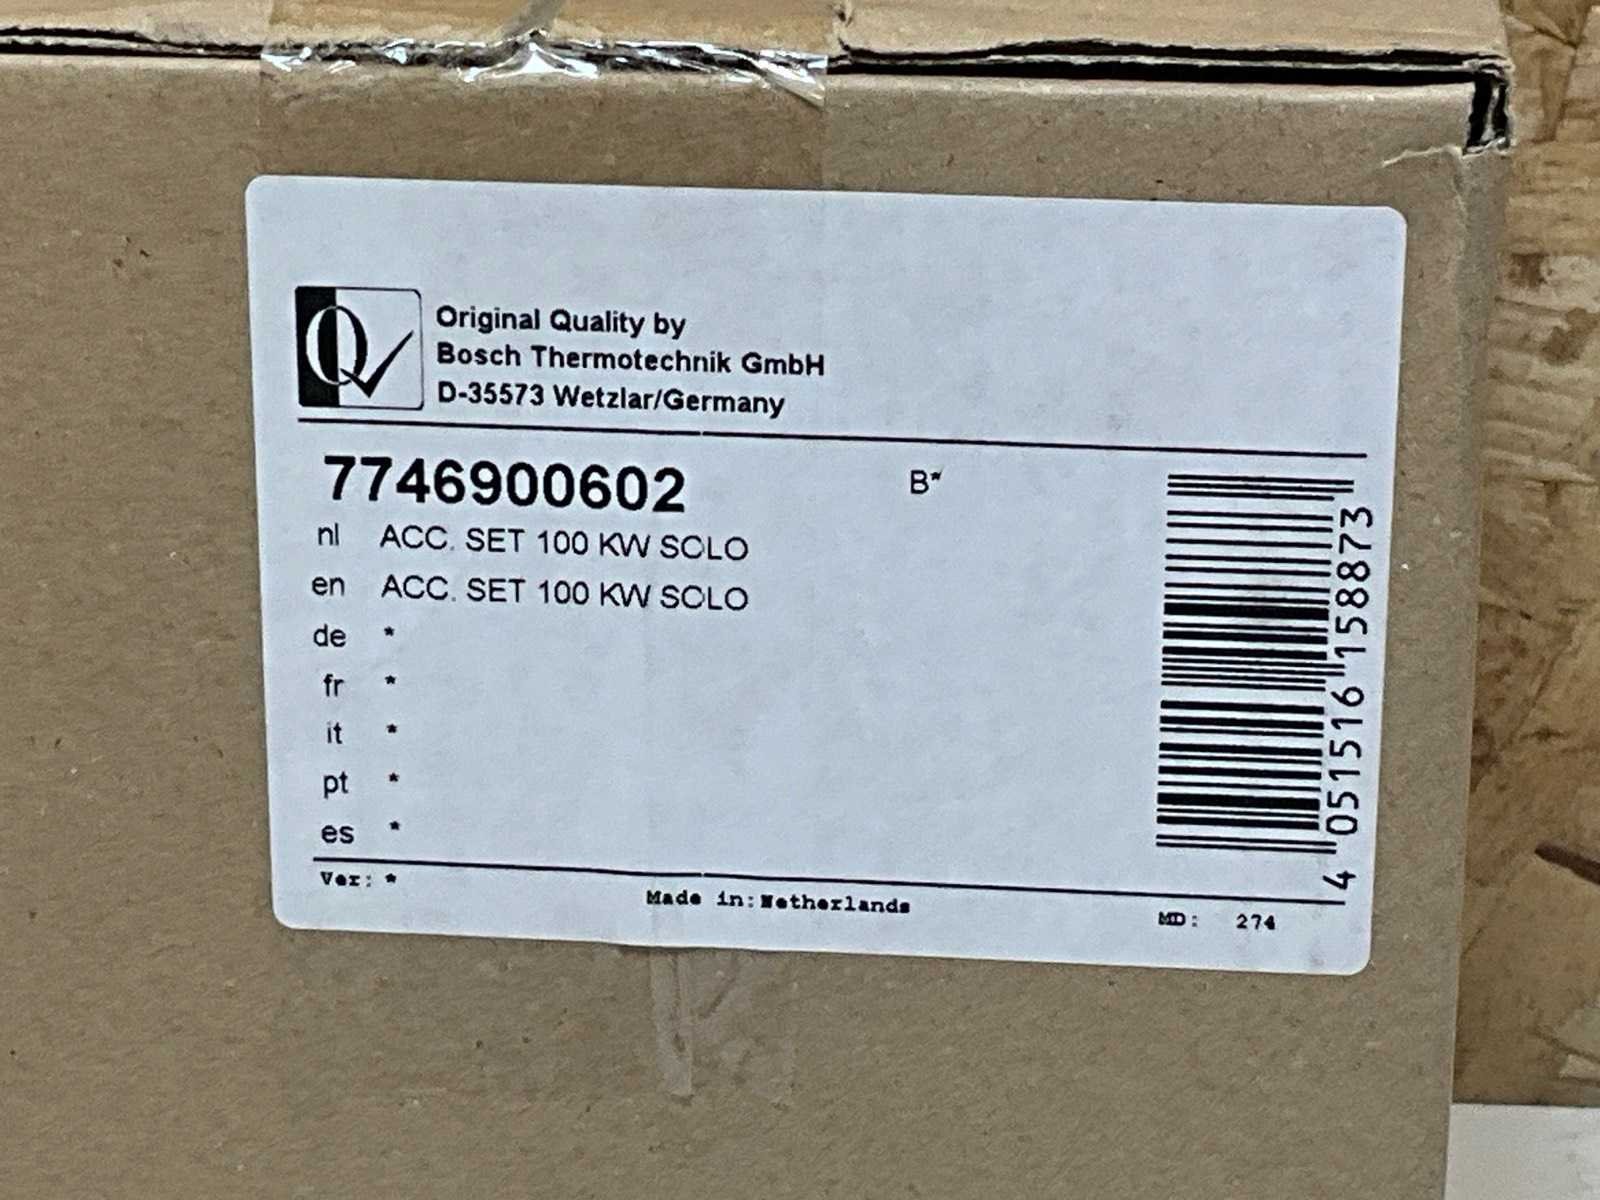 Q
Original Quality by
Bosch Thermotechnik GmbH
D-35573 Wetzlar/Germany
7746900602 B*
nl ACC. SET 100 KW SOLO
en ACC. SET 100 KW SOLO
de *
fr *
it *
pt *
es *
4 051516 158873
Ver: * Made in:Netherlands MD: 274